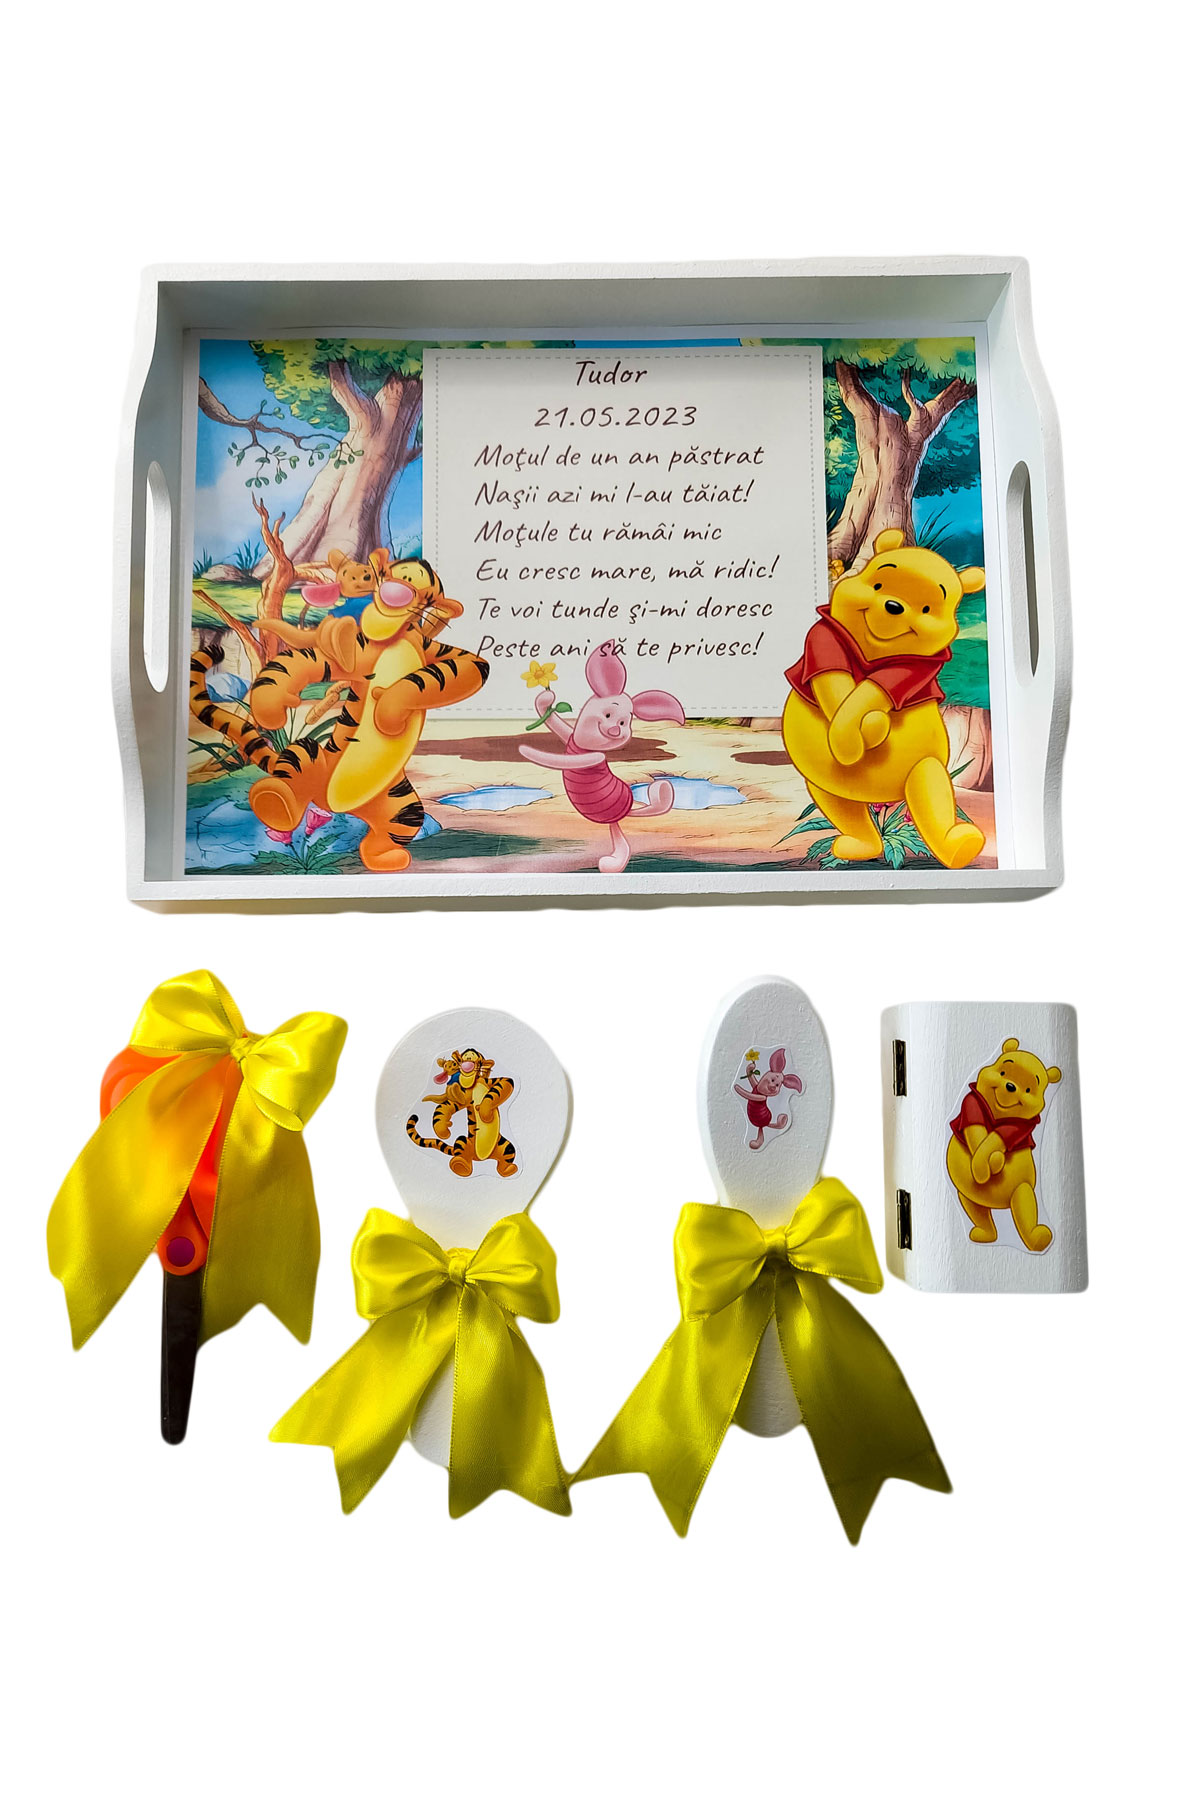 Tudor
21.05.2023
Moţul de un an păstrat
Naşii azi mi l-au tăiat!
Moţule tu rămâi mic
Eu cresc mare, mă ridic!
Te voi tunde şi-mi doresc
Peste ani să te privesc!